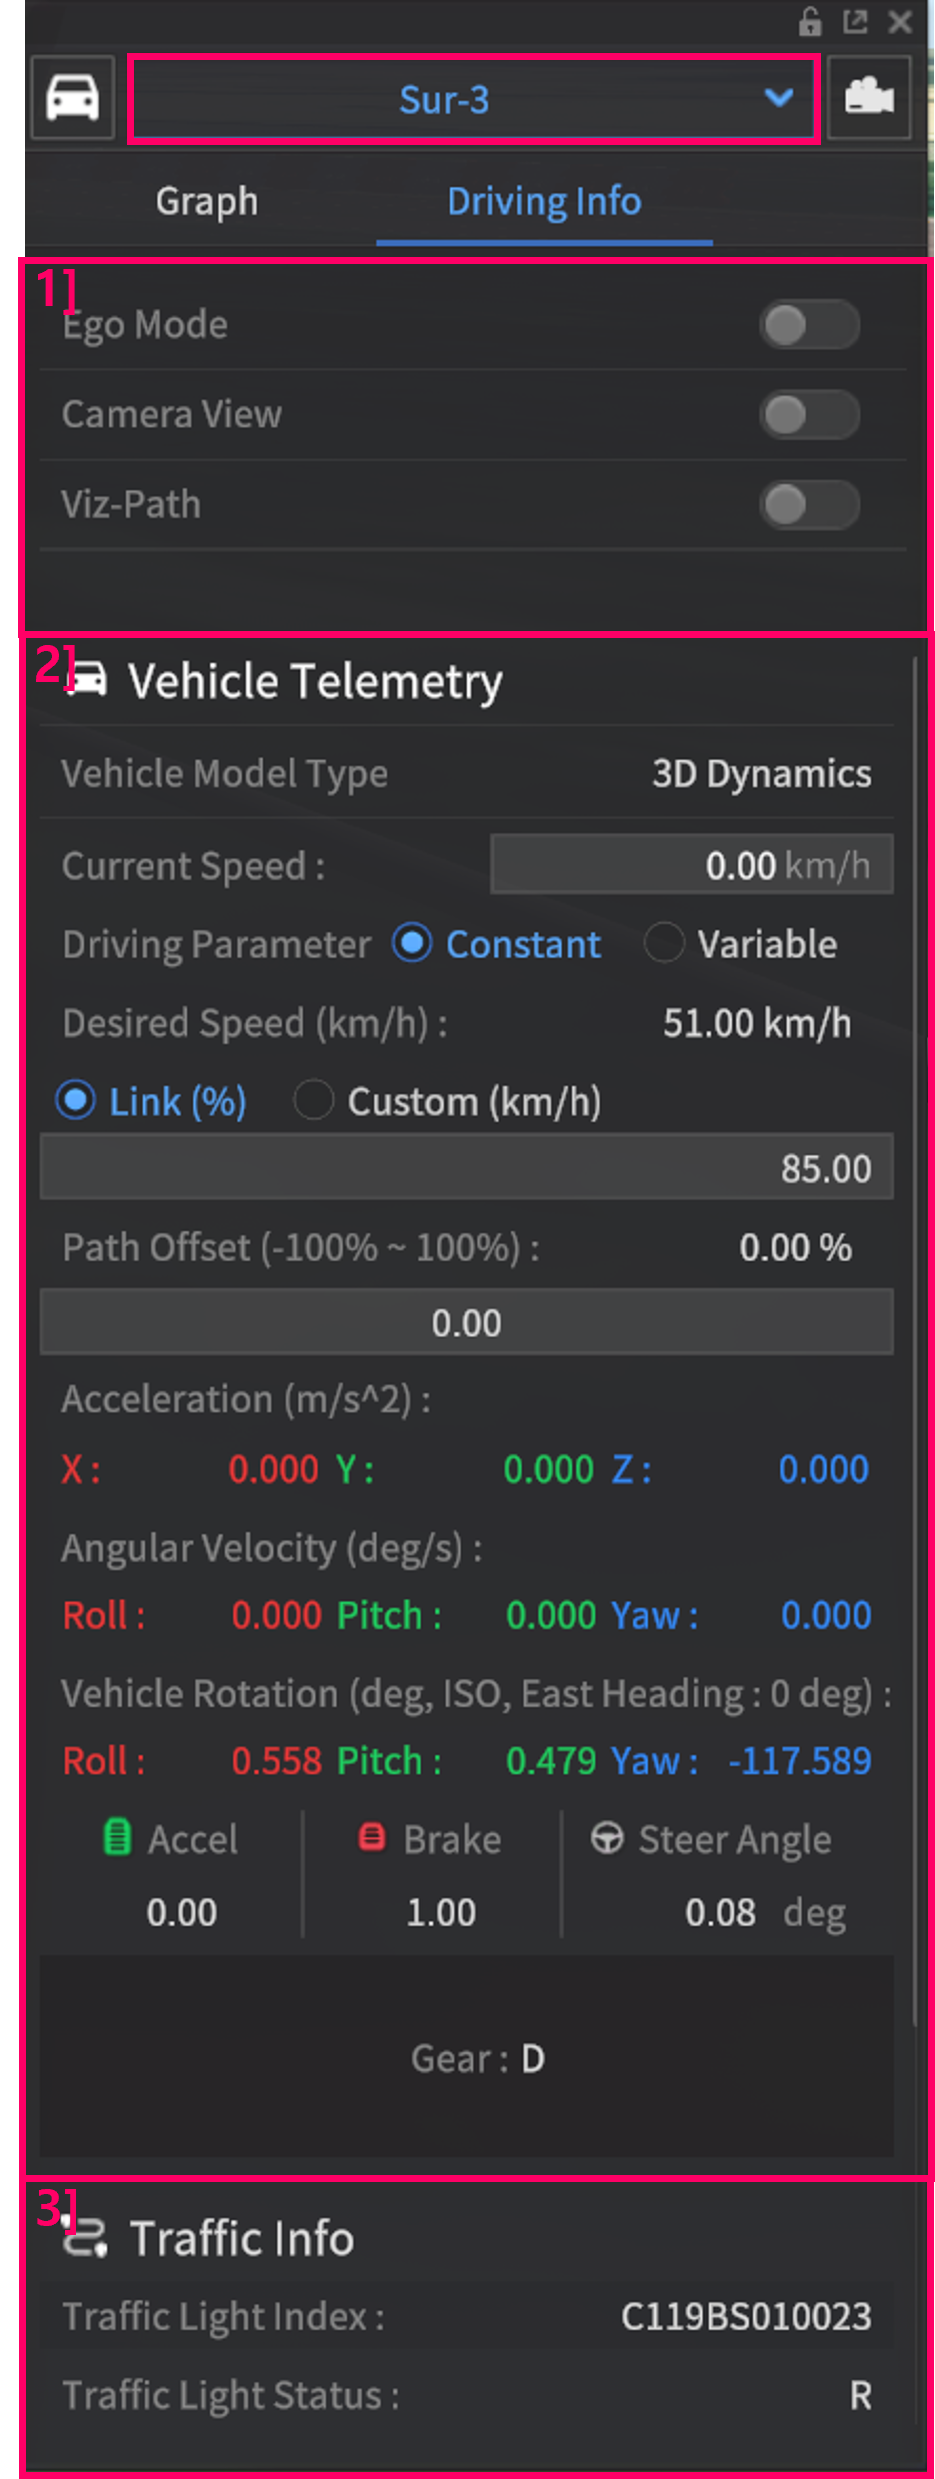 Sur-3
Graph Driving Info
1]
Ego Mode
Camera View
Viz-Path
2]
Vehicle Telemetry
Vehicle Model Type 3D Dynamics
Current Speed : 0.00 km/h
Driving Parameter Constant Variable
Desired Speed (km/h) : 51.00 km/h
Link (%) Custom (km/h)
85.00
Path Offset (-100% ~ 100%) : 0.00 %
0.00
Acceleration (m/s^2) :
X : 0.000 Y : 0.000 Z : 0.000
Angular Velocity (deg/s) :
Roll : 0.000 Pitch : 0.000 Yaw : 0.000
Vehicle Rotation (deg, ISO, East Heading : 0 deg) :
Roll : 0.558 Pitch : 0.479 Yaw : -117.589
Accel Brake Steer Angle
0.00 1.00 0.08 deg
Gear : D
3]
Traffic Info
Traffic Light Index : C119BS010023
Traffic Light Status : R